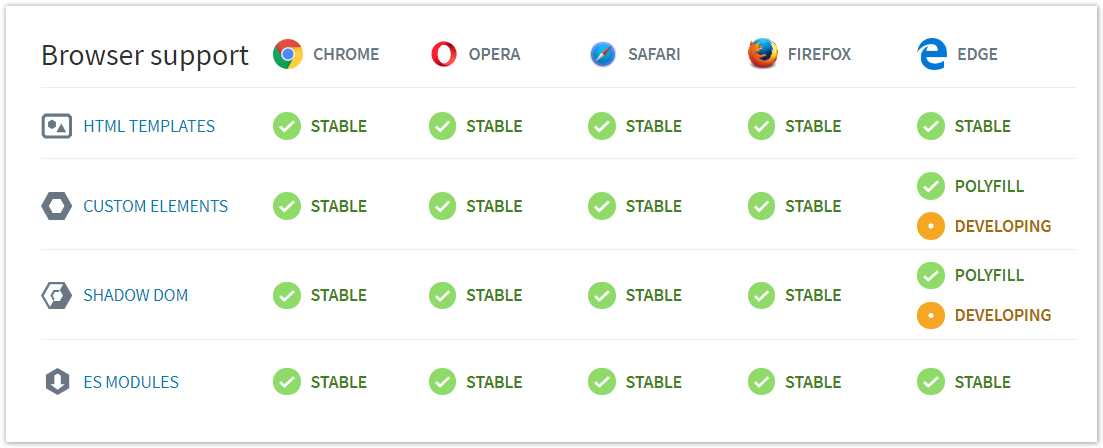 Browser support CHROME OPERA SAFARI FIREFOX EDGE
HTML TEMPLATES STABLE STABLE STABLE STABLE STABLE
CUSTOM ELEMENTS STABLE STABLE STABLE STABLE POLYFILL
DEVELOPING
SHADOW DOM STABLE STABLE STABLE STABLE POLYFILL
DEVELOPING
ES MODULES STABLE STABLE STABLE STABLE STABLE